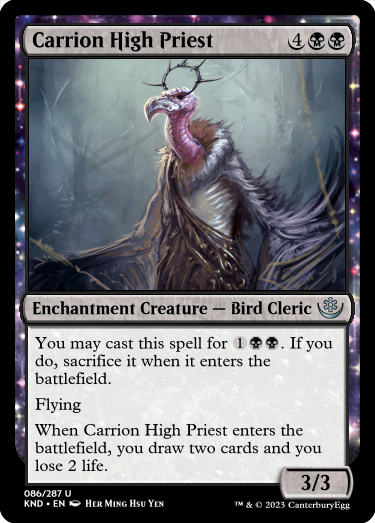 Carrion High Priest 4
Enchantment Creature — Bird Cleric
You may cast this spell for 1. If you
do, sacrifice it when it enters the
battlefield.
Flying
When Carrion High Priest enters the
battlefield, you draw two cards and you
lose 2 life.
3/3
086/287 U
KND • EN Her Ming Hsu Yen
™ & © 2023 CanterburyEgg